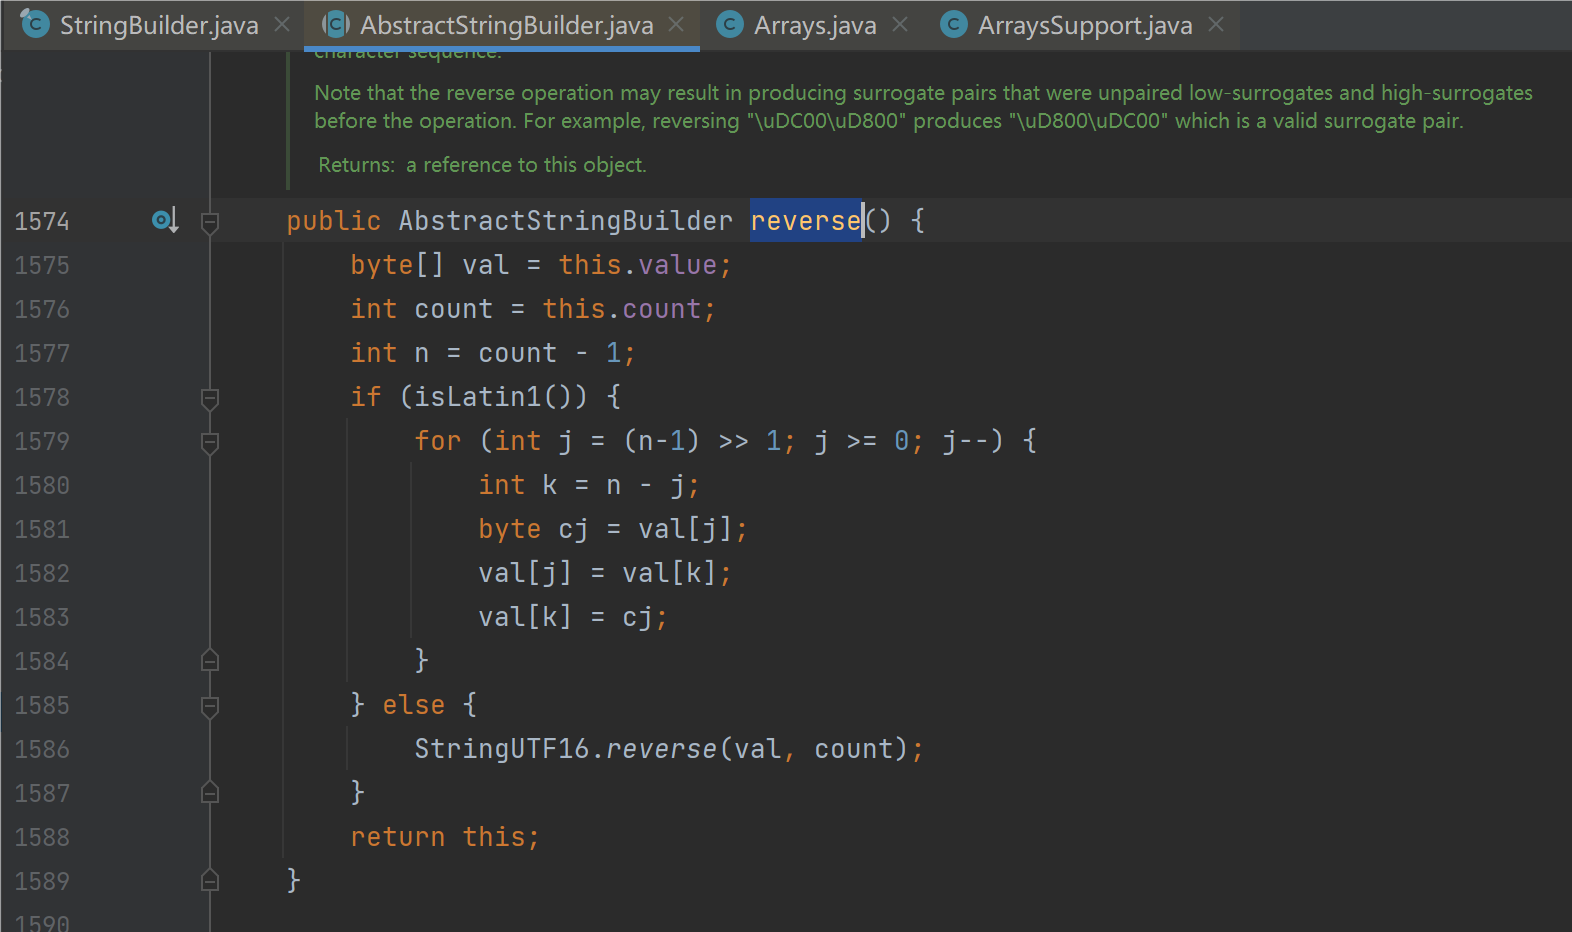 StringBuilder.java AbstractStringBuilder.java Arrays.java ArraysSupport.java
character sequence.
Note that the reverse operation may result in producing surrogate pairs that were unpaired low-surrogates and high-surrogates
before the operation. For example, reversing "\uDC00\uD800" produces "\uD800\uDC00" which is a valid surrogate pair.
Returns: a reference to this object.
1574 public AbstractStringBuilder reverse() {
1575 byte[] val = this.value;
1576 int count = this.count;
1577 int n = count - 1;
1578 if (isLatin1()) {
1579 for (int j = (n-1) >> 1; j >= 0; j--) {
1580 int k = n - j;
1581 byte cj = val[j];
1582 val[j] = val[k];
1583 val[k] = cj;
1584 }
1585 } else {
1586 StringUTF16.reverse(val, count);
1587 }
1588 return this;
1589 }
1590